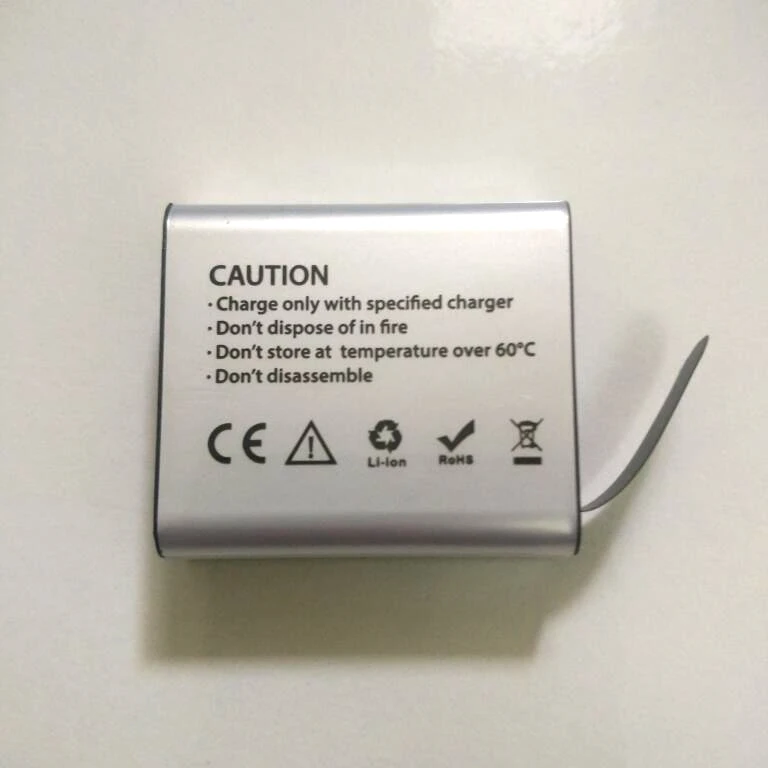 CAUTION
· Charge only with specified charger
· Don't dispose of in fire
· Don't store at temperature over 60°C
· Don't disassemble
CE ! Li-Ion RoHS